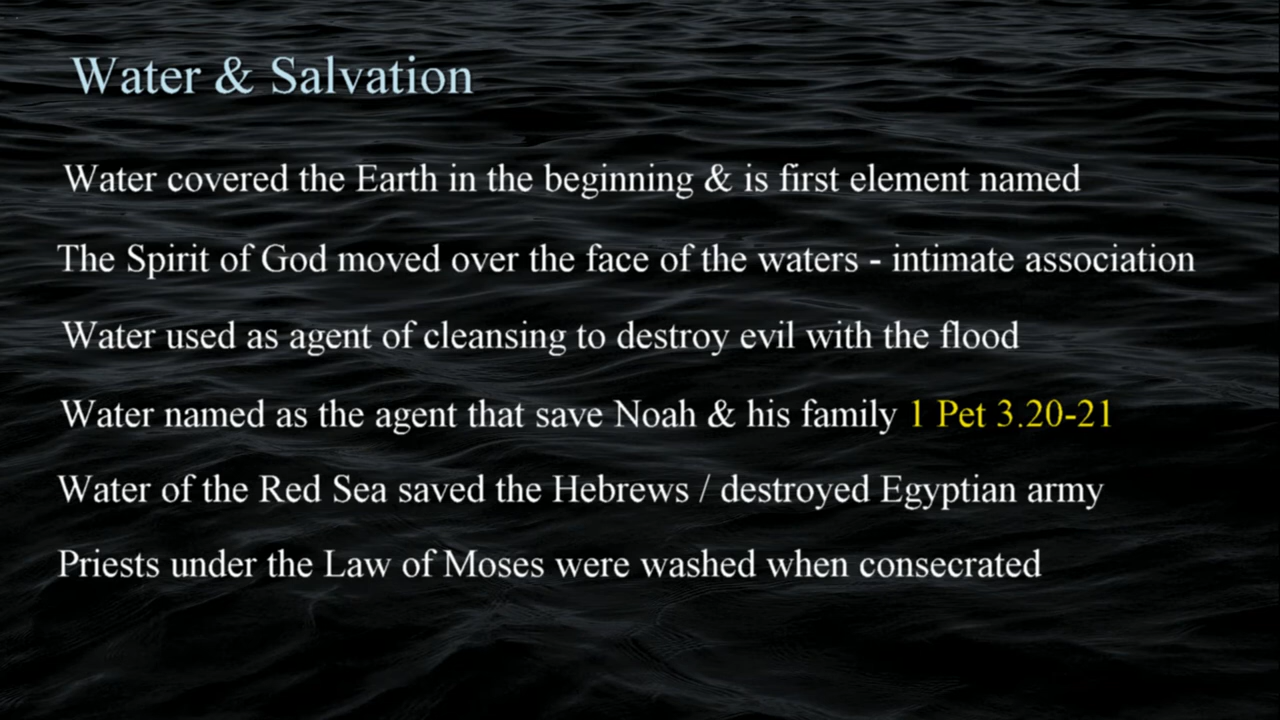 Water & Salvation
Water covered the Earth in the beginning & is first element named
The Spirit of God moved over the face of the waters - intimate association
Water used as agent of cleansing to destroy evil with the flood
Water named as the agent that save Noah & his family 1 Pet 3.20-21
Water of the Red Sea saved the Hebrews / destroyed Egyptian army
Priests under the Law of Moses were washed when consecrated